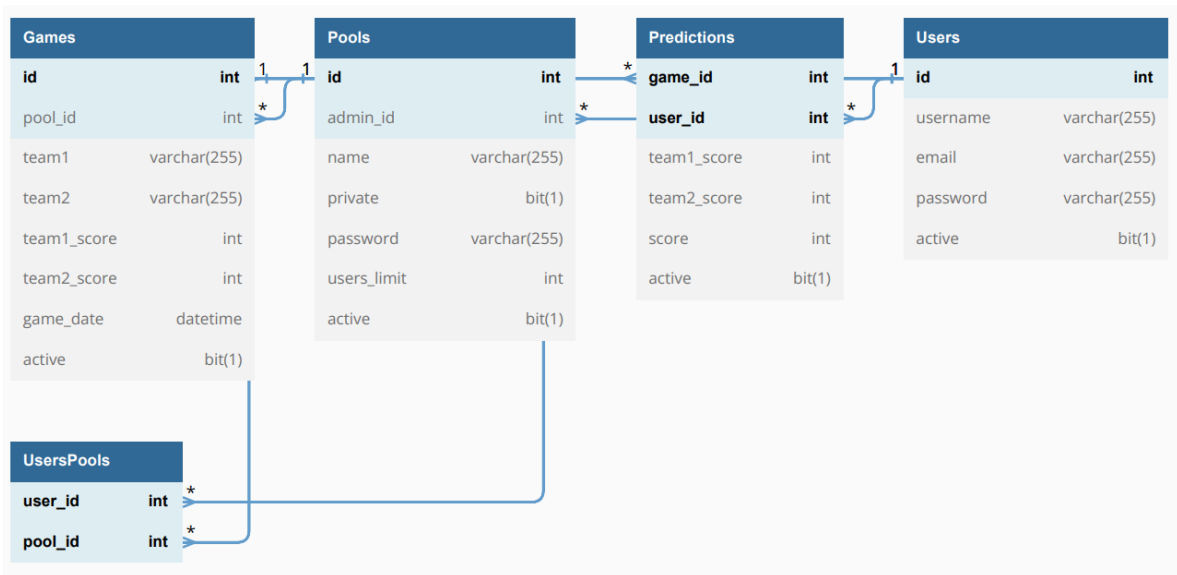 Games
id int
pool_id int
team1 varchar(255)
team2 varchar(255)
team1_score int
team2_score int
game_date datetime
active bit(1)
1
*
1
Pools
id int
admin_id int
name varchar(255)
private bit(1)
password varchar(255)
users_limit int
active bit(1)
*
*
Predictions
game_id int
user_id int
team1_score int
team2_score int
score int
active bit(1)
1
*
Users
id int
username varchar(255)
email varchar(255)
password varchar(255)
active bit(1)
UsersPools
user_id int *
pool_id int *